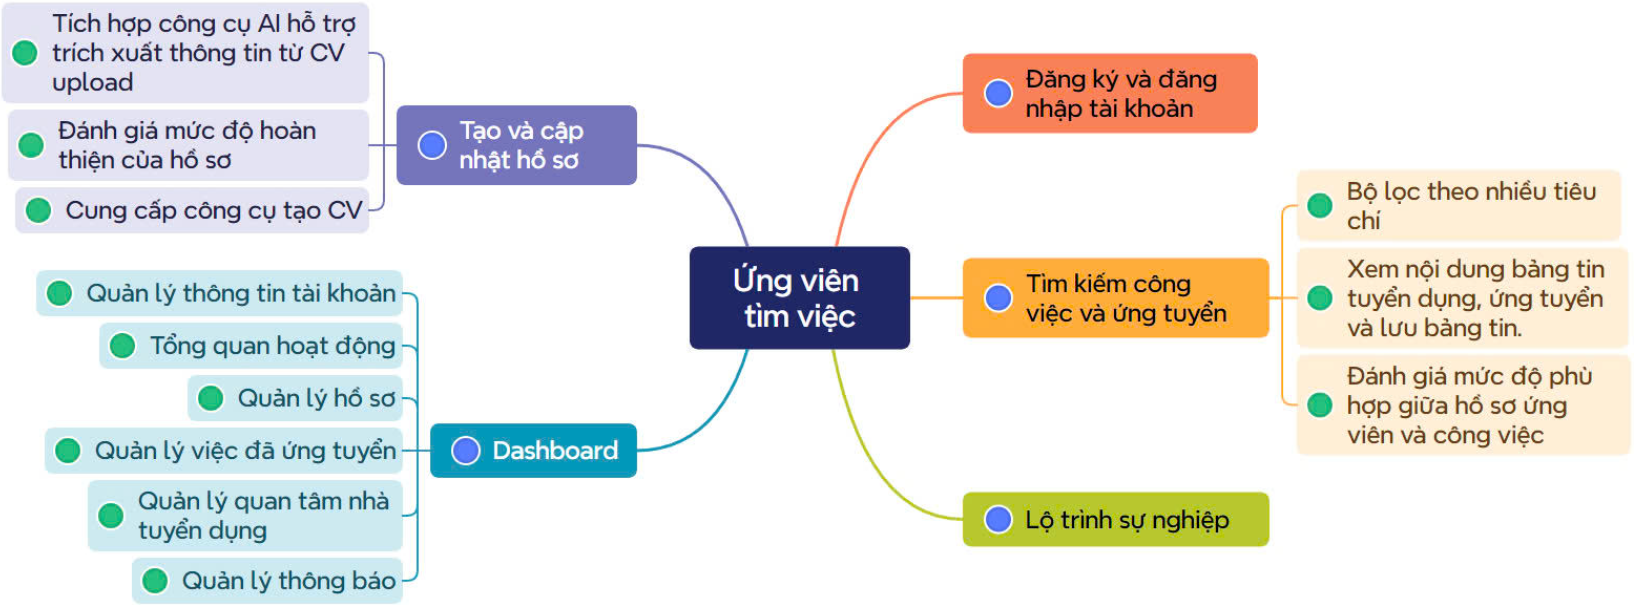 Ứng viên
tìm việc
Tạo và cập
nhật hồ sơ
Tích hợp công cụ AI hỗ trợ
trích xuất thông tin từ CV
upload
Đánh giá mức độ hoàn
thiện của hồ sơ
Cung cấp công cụ tạo CV
Dashboard
Quản lý thông tin tài khoản
Tổng quan hoạt động
Quản lý hồ sơ
Quản lý việc đã ứng tuyển
Quản lý quan tâm nhà
tuyển dụng
Quản lý thông báo
Đăng ký và đăng
nhập tài khoản
Tìm kiếm công
việc và ứng tuyển
Bộ lọc theo nhiều tiêu
chí
Xem nội dung bảng tin
tuyển dụng, ứng tuyển
và lưu bảng tin.
Đánh giá mức độ phù
hợp giữa hồ sơ ứng
viên và công việc
Lộ trình sự nghiệp